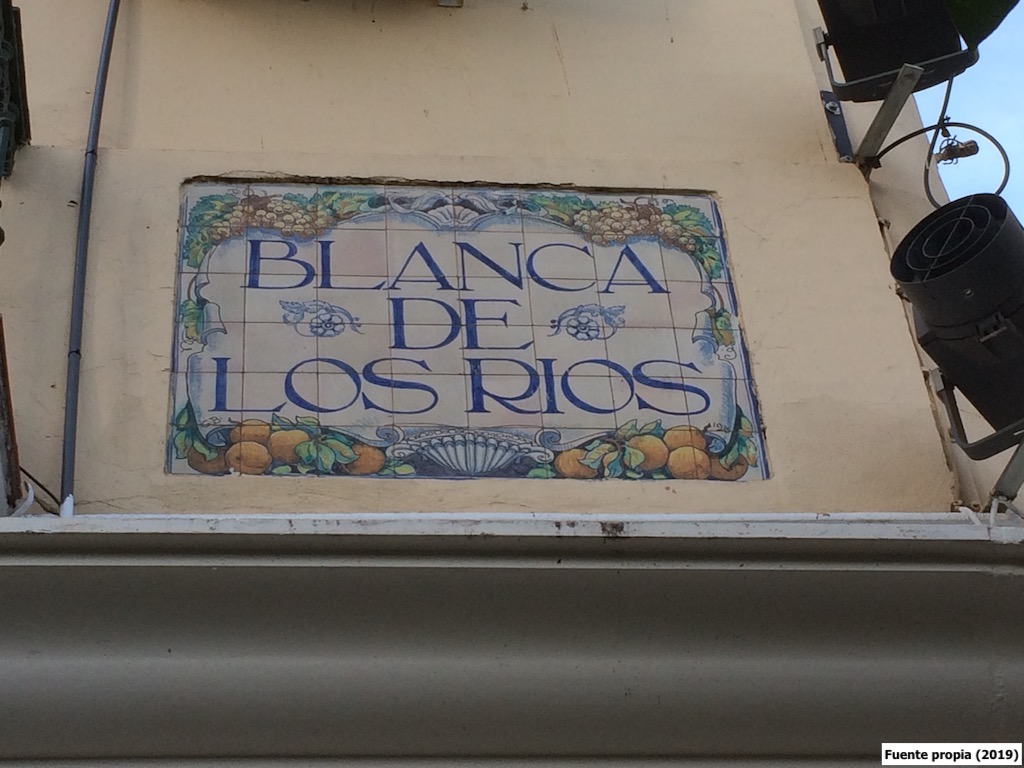 BLANCA
DE
LOS RIOS
Fuente propia (2019)